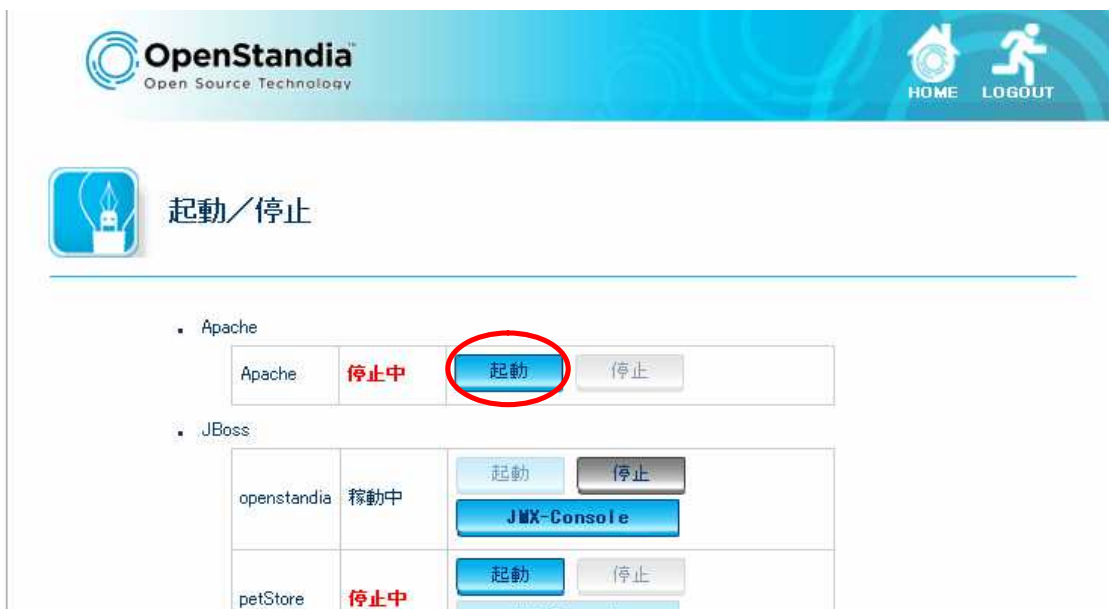 OpenStandia™
Open Source Technology
HOME LOGOUT
起動／停止
Apache
Apache 停止中 起動 停止
JBoss
openstandia 稼動中 起動 停止
JMX-Console
petStore 停止中 起動 停止